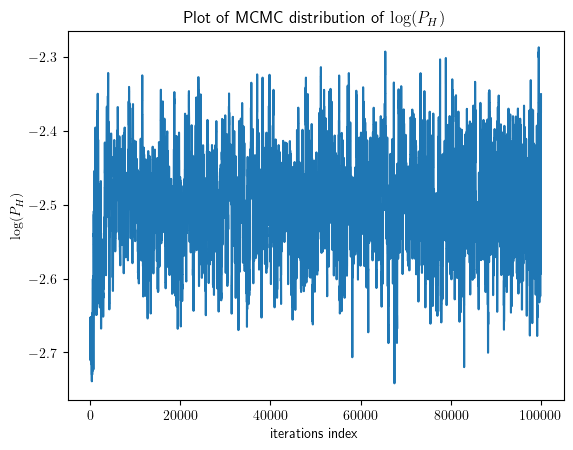 Plot of MCMC distribution of log(P_H)
−2.3
−2.4
−2.5
−2.6
−2.7
log(P_H)
0 20000 40000 60000 80000 100000
iterations index